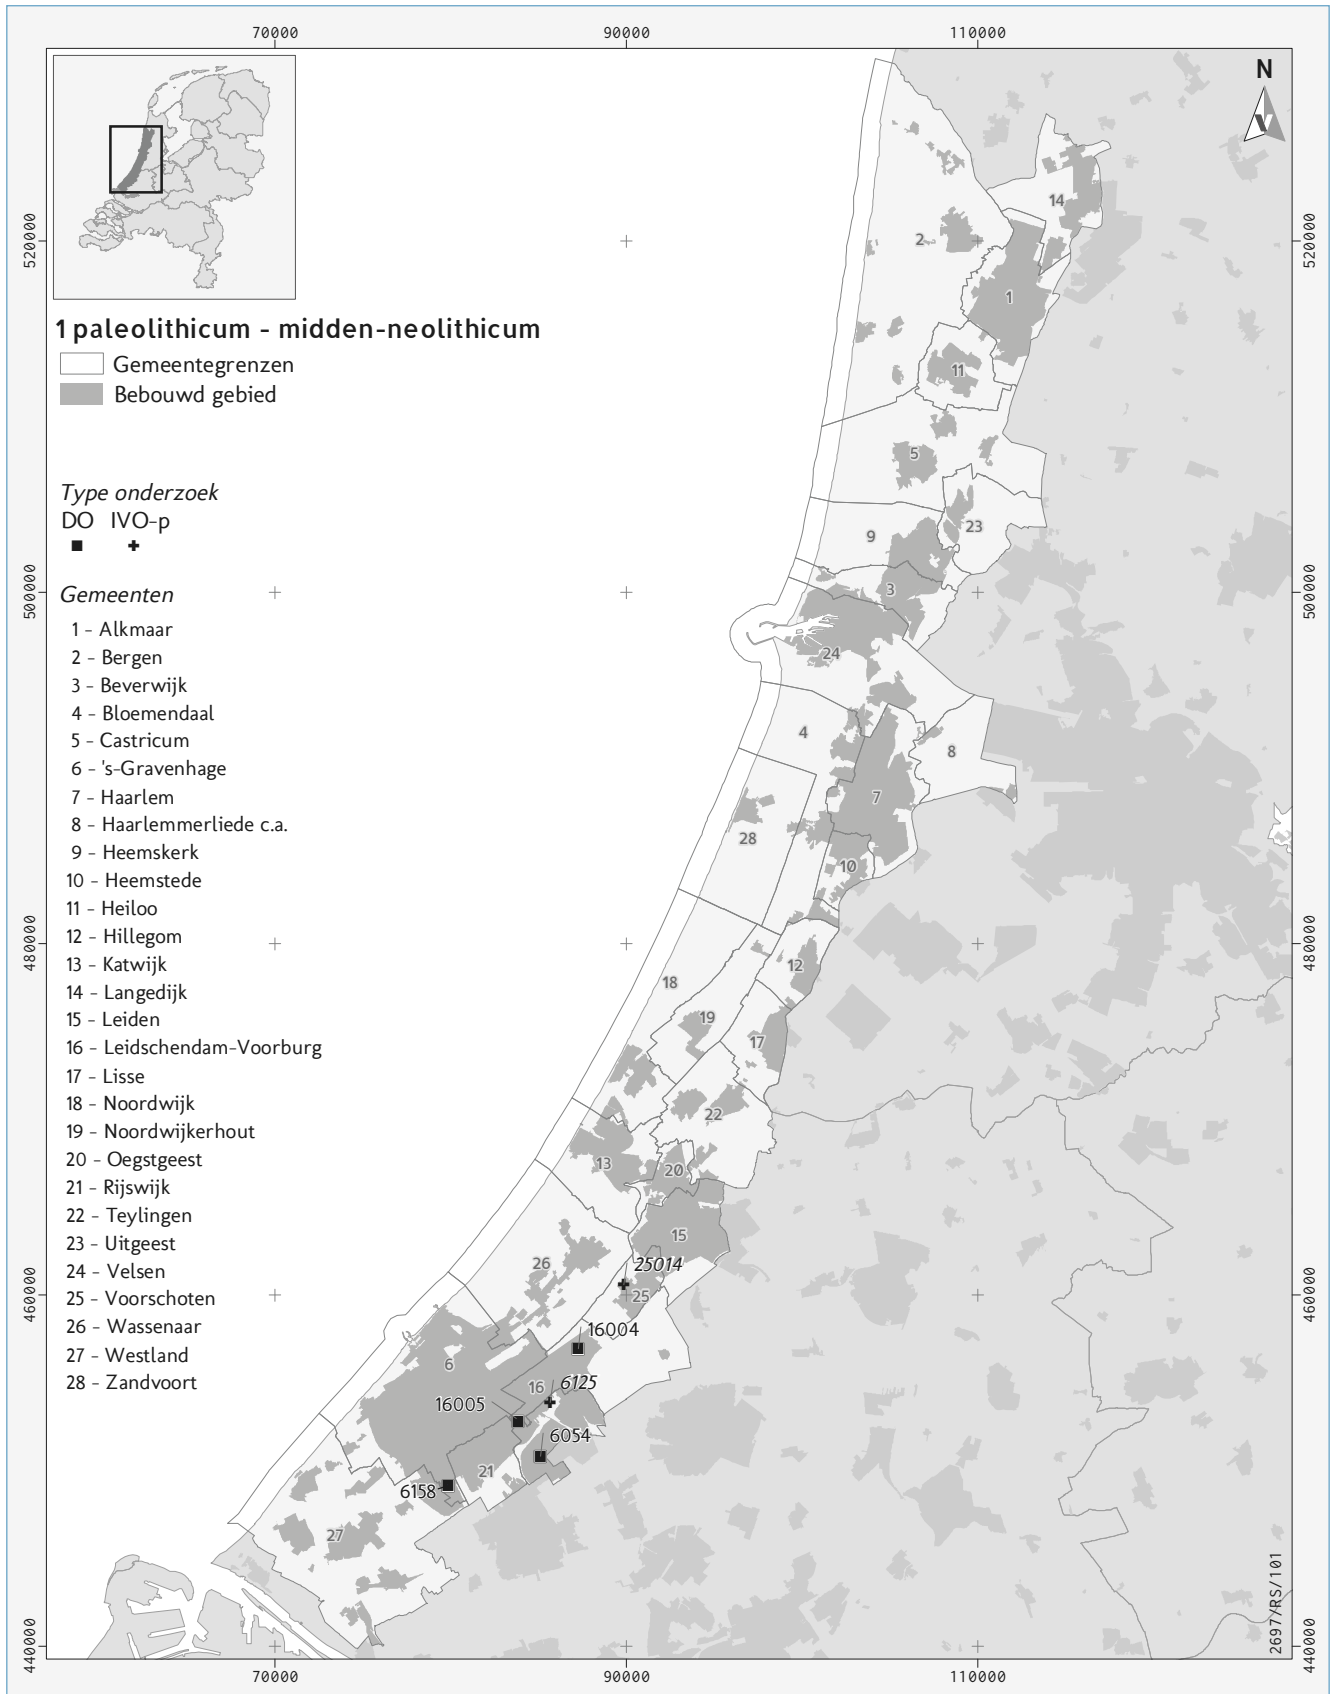 70000
90000
110000
N
520000
520000
1 paleolithicum - midden-neolithicum
Gemeentegrenzen
Bebouwd gebied
Type onderzoek
DO IVO-p
Gemeenten
1 - Alkmaar
2 - Bergen
3 - Beverwijk
4 - Bloemendaal
5 - Castricum
6 - 's-Gravenhage
7 - Haarlem
8 - Haarlemmerliede c.a.
9 - Heemskerk
10 - Heemstede
11 - Heiloo
12 - Hillegom
13 - Katwijk
14 - Langedijk
15 - Leiden
16 - Leidschendam-Voorburg
17 - Lisse
18 - Noordwijk
19 - Noordwijkerhout
20 - Oegstgeest
21 - Rijswijk
22 - Teylingen
23 - Uitgeest
24 - Velsen
25 - Voorschoten
26 - Wassenaar
27 - Westland
28 - Zandvoort
500000
500000
480000
480000
460000
460000
440000
440000
14
2
1
11
5
23
9
3
24
4
8
7
28
10
12
18
19
17
22
13
20
15
26
25014
25
16004
6
16
6125
16005
6054
21
6158
27
2697/RS/101
70000
90000
110000